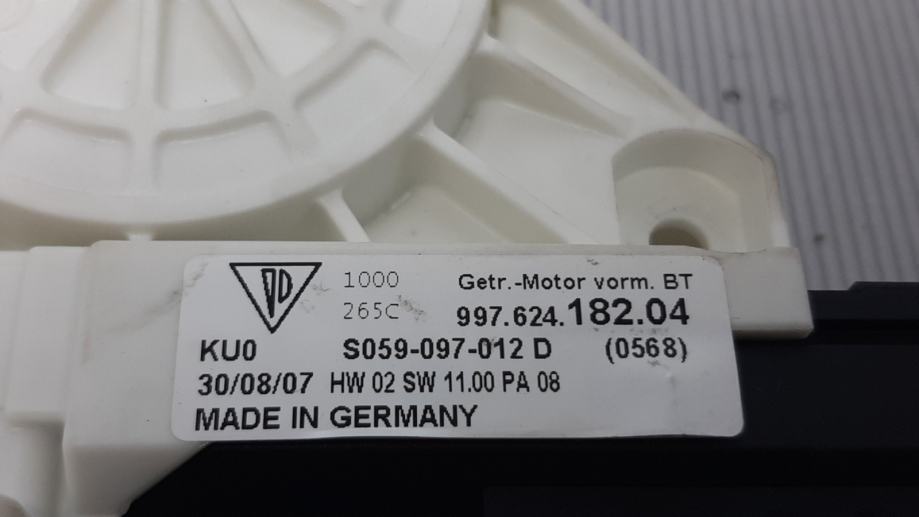 1000 Getr.-Motor vorm. BT
265C 997.624.182.04
KU0 S059-097-012 D (0568)
30/08/07 HW 02 SW 11.00 PA 08
MADE IN GERMANY